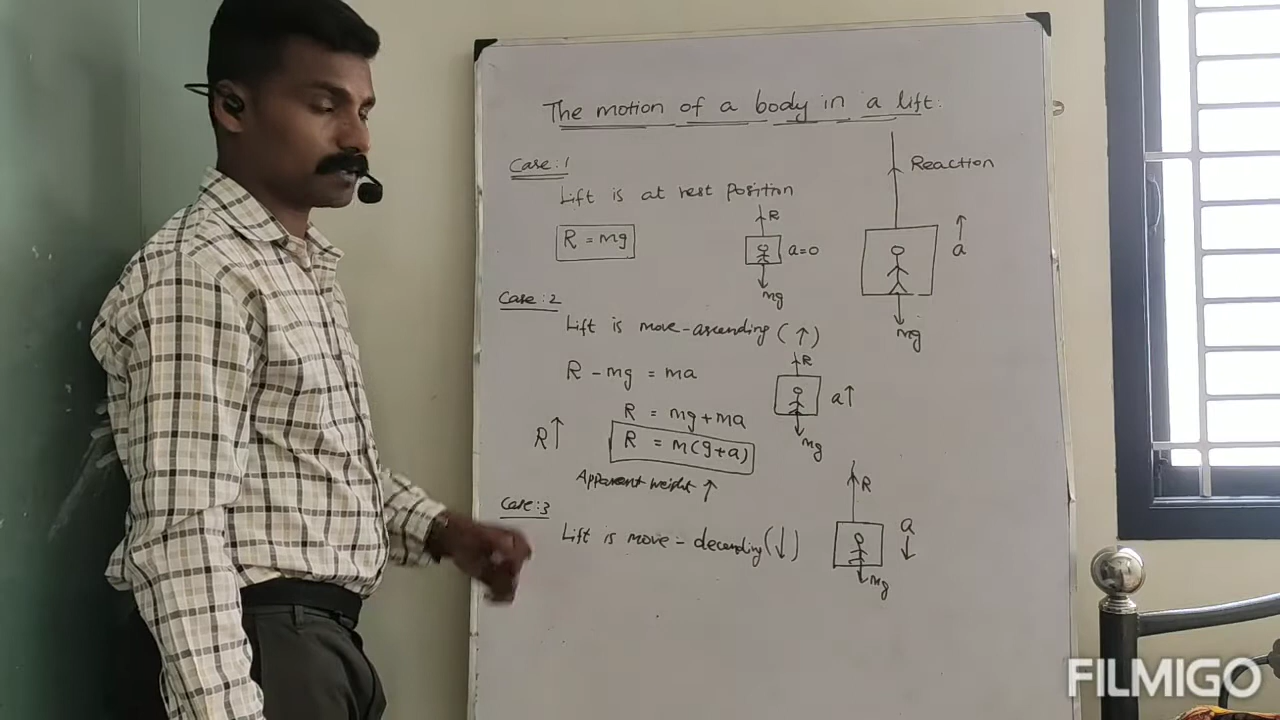 The motion of a body in a lift.
Case: 1
Reaction
Lift is at rest position
R
R = mg
a=0
a
mg
mg
Case: 2
Lift is move-ascending (↑)
R
R - mg = ma
a↑
R = mg+ma
mg
R↑
R = m(g+a)
Apparent weight ↑
R
Case: 3
Lift is move - decending(↓)
a
↓
mg
FILMIGO